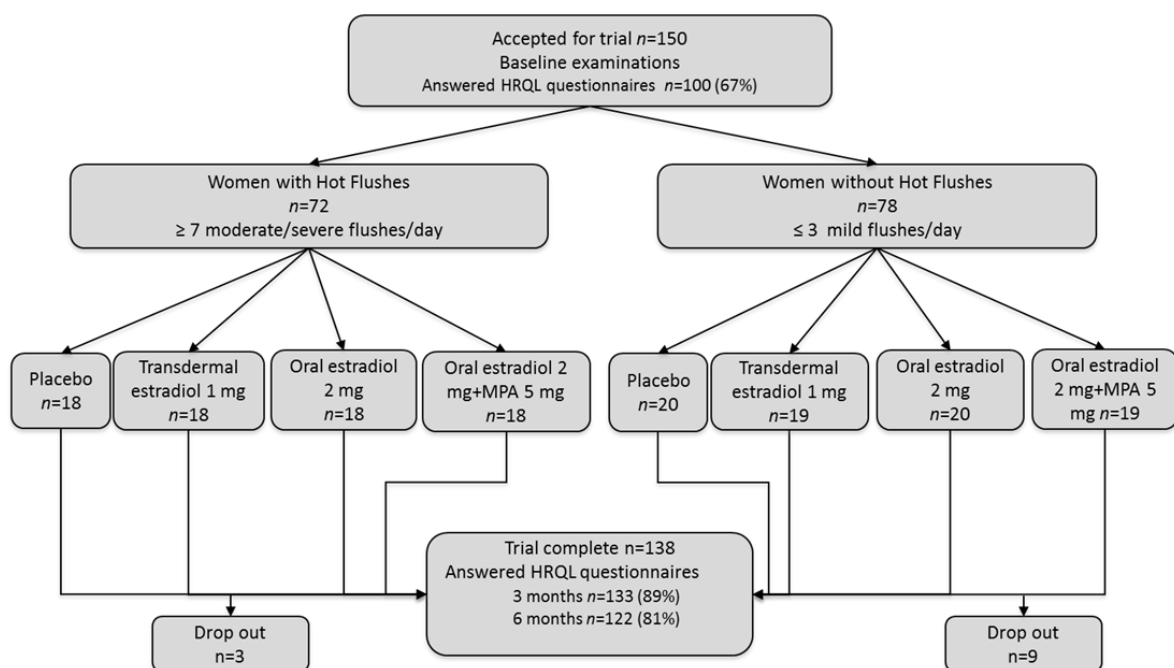 Accepted for trial n=150
Baseline examinations
Answered HRQL questionnaires n=100 (67%)
Women with Hot Flushes
n=72
≥ 7 moderate/severe flushes/day
Women without Hot Flushes
n=78
≤ 3 mild flushes/day
Placebo
n=18
Transdermal
estradiol 1 mg
n=18
Oral estradiol
2 mg
n=18
Oral estradiol 2
mg+MPA 5 mg
n=18
Placebo
n=20
Transdermal
estradiol 1 mg
n=19
Oral estradiol
2 mg
n=20
Oral estradiol
2 mg+MPA 5
mg n=19
Trial complete n=138
Answered HRQL questionnaires
3 months n=133 (89%)
6 months n=122 (81%)
Drop out
n=3
Drop out
n=9